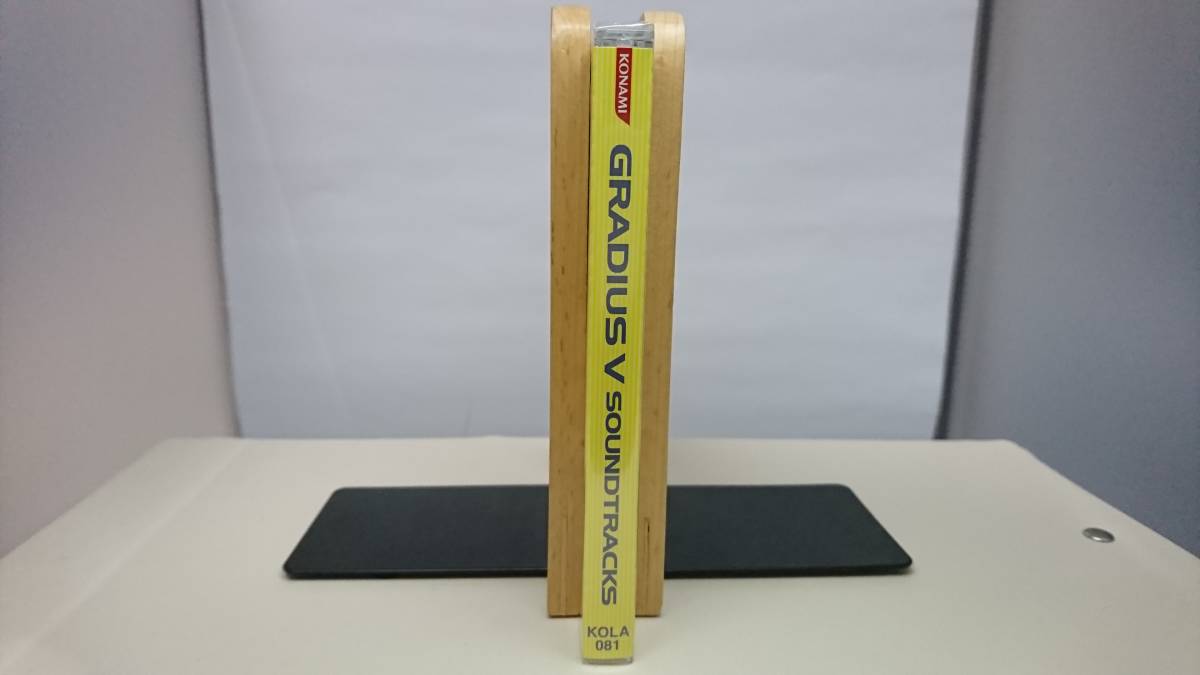 KONAMI
GRADIUS V SOUNDTRACKS
KOLA
081